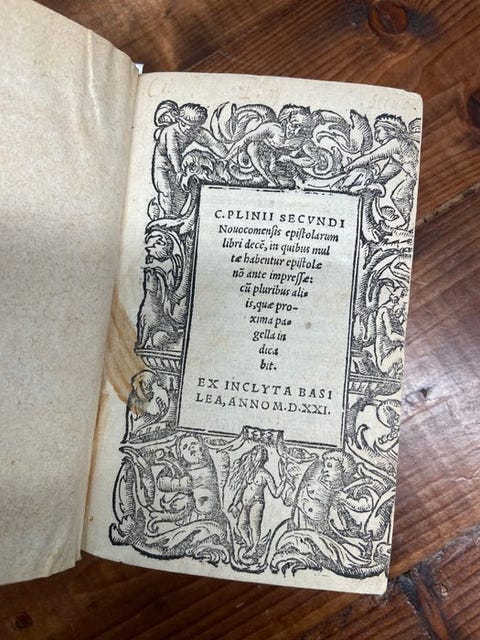 C. PLINII SECVNDI
Nouocomensis epistolarum
libri decē, in quibus mul
tæ habentur epistolæ
nō ante impressæ:
cū pluribus ali-
is, quæ pro-
xima pa-
gella in
dica
bit.
EX INCLYTA BASI
LEA, ANNO M.D.XXI.